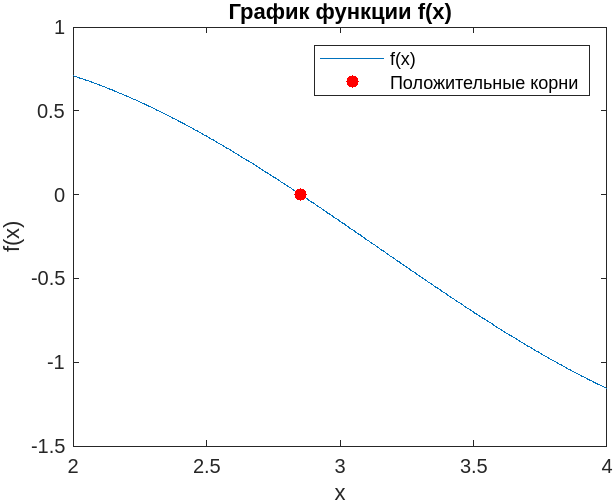 График функции f(x)
f(x)
Положительные корни
1
0.5
0
-0.5
-1
-1.5
f(x)
2
2.5
3
3.5
4
x